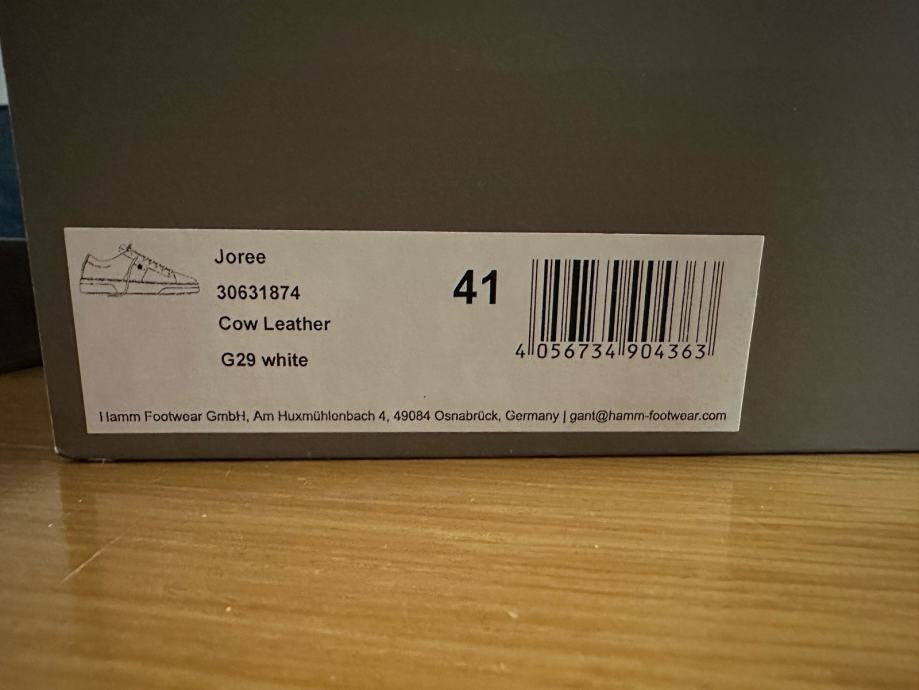 Joree
30631874
Cow Leather
G29 white
41
4 056734 904363
Hamm Footwear GmbH, Am Huxmühlenbach 4, 49084 Osnabrück, Germany | gant@hamm-footwear.com